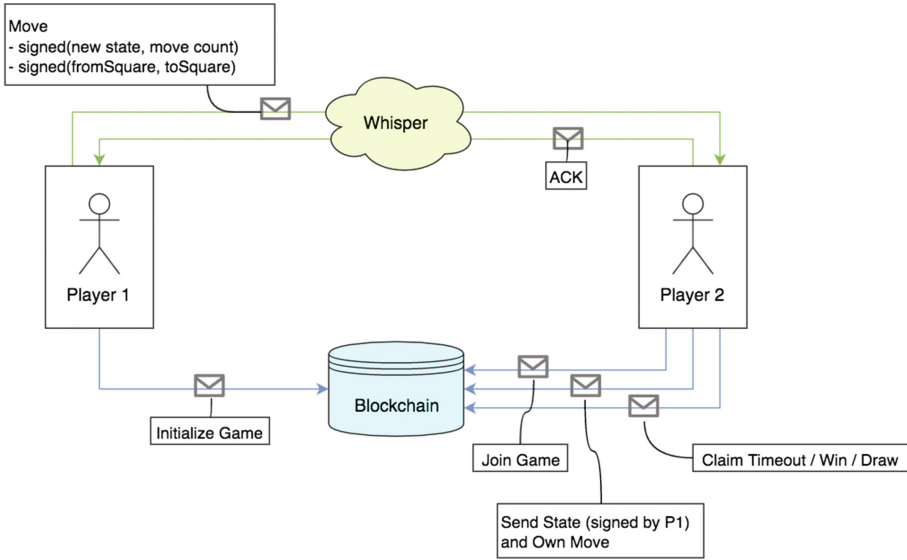 Move
- signed(new state, move count)
- signed(fromSquare, toSquare)
Whisper
ACK
Player 1
Player 2
Blockchain
Initialize Game
Join Game
Claim Timeout / Win / Draw
Send State (signed by P1)
and Own Move